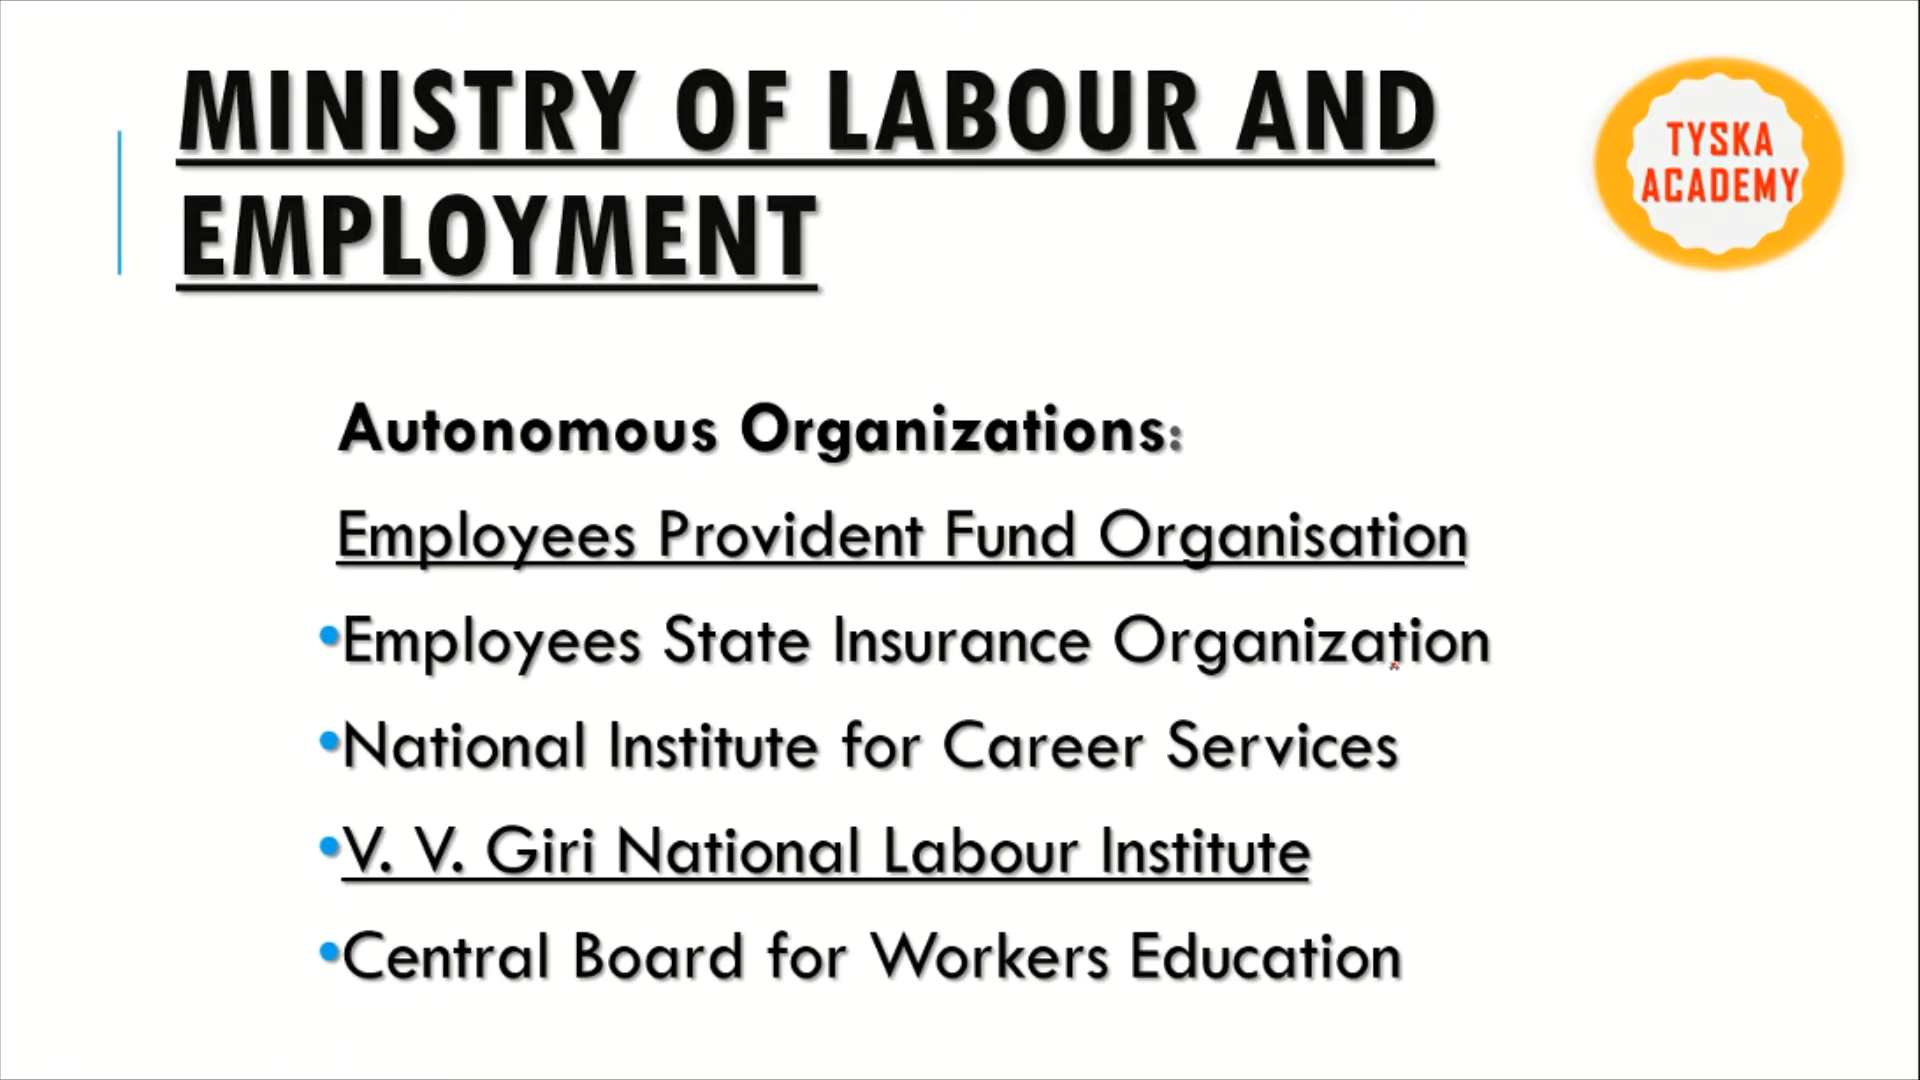 MINISTRY OF LABOUR AND
EMPLOYMENT
TYSKA
ACADEMY
Autonomous Organizations:
Employees Provident Fund Organisation
•Employees State Insurance Organization
•National Institute for Career Services
•V. V. Giri National Labour Institute
•Central Board for Workers Education